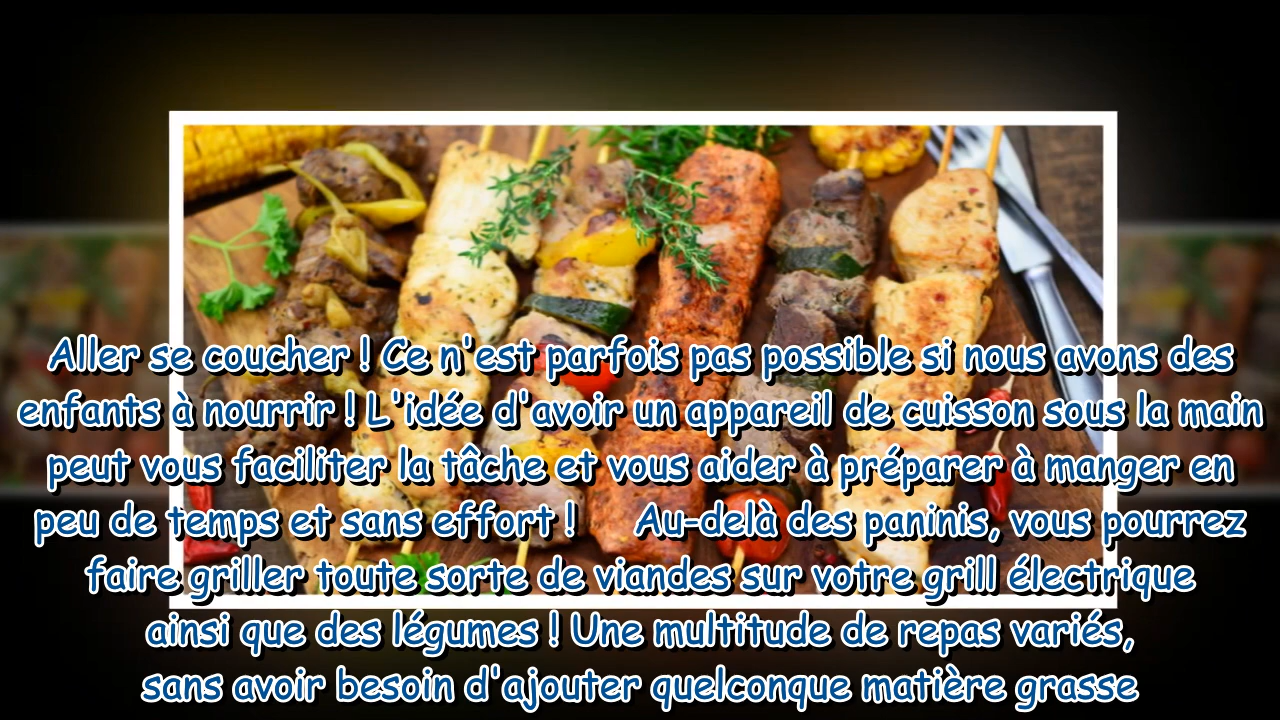 Aller se coucher ! Ce n'est parfois pas possible si nous avons des
enfants à nourrir ! L'idée d'avoir un appareil de cuisson sous la main
peut vous faciliter la tâche et vous aider à préparer à manger en
peu de temps et sans effort ! Au-delà des paninis, vous pourrez
faire griller toute sorte de viandes sur votre grill électrique
ainsi que des légumes ! Une multitude de repas variés,
sans avoir besoin d'ajouter quelconque matière grasse